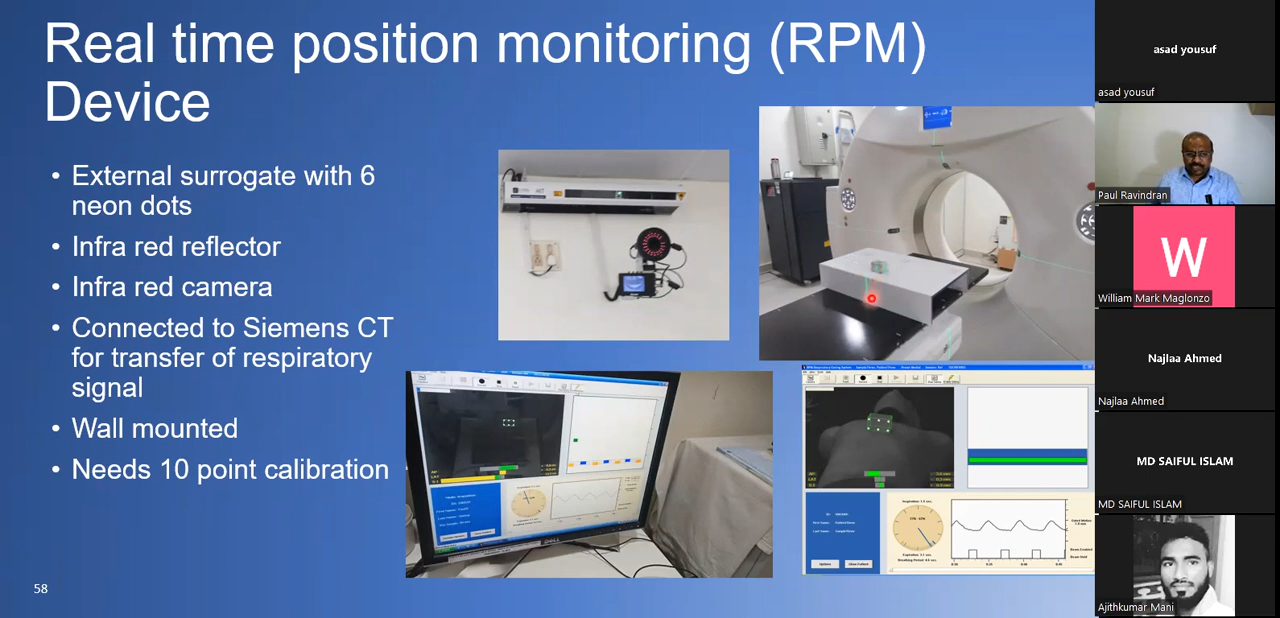 Real time position monitoring (RPM)
Device
• External surrogate with 6
neon dots
• Infra red reflector
• Infra red camera
• Connected to Siemens CT
for transfer of respiratory
signal
• Wall mounted
• Needs 10 point calibration
58
DELL
asad yousuf
asad yousuf
Paul Ravindran
W
William Mark Maglonzo
Najlaa Ahmed
Najlaa Ahmed
MD SAIFUL ISLAM
MD SAIFUL ISLAM
Ajithkumar Mani